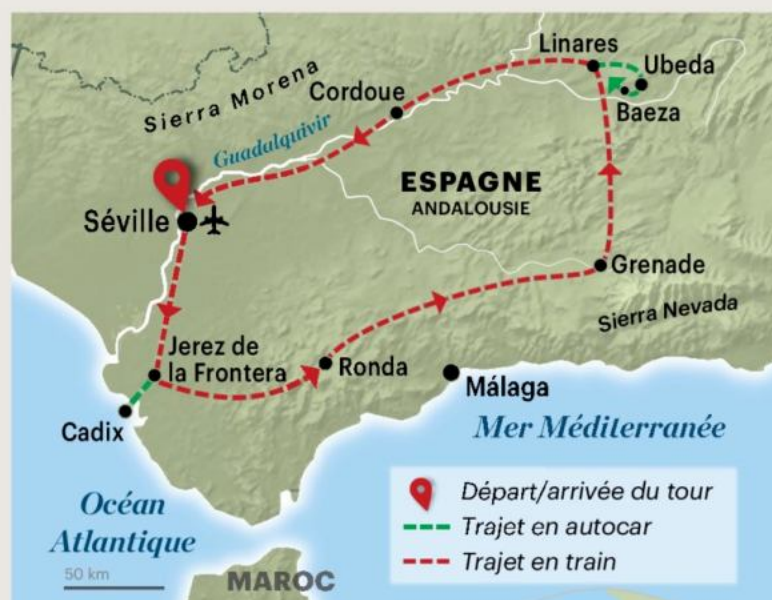 Linares
Ubeda
Baeza
Sierra Morena
Cordoue
Guadalquivir
ESPAGNE
ANDALOUSIE
Séville
Grenade
Sierra Nevada
Jerez de
la Frontera
Ronda
Málaga
Cadix
Mer Méditerranée
Océan
Atlantique
Départ/arrivée du tour
Trajet en autocar
Trajet en train
50 km
MAROC